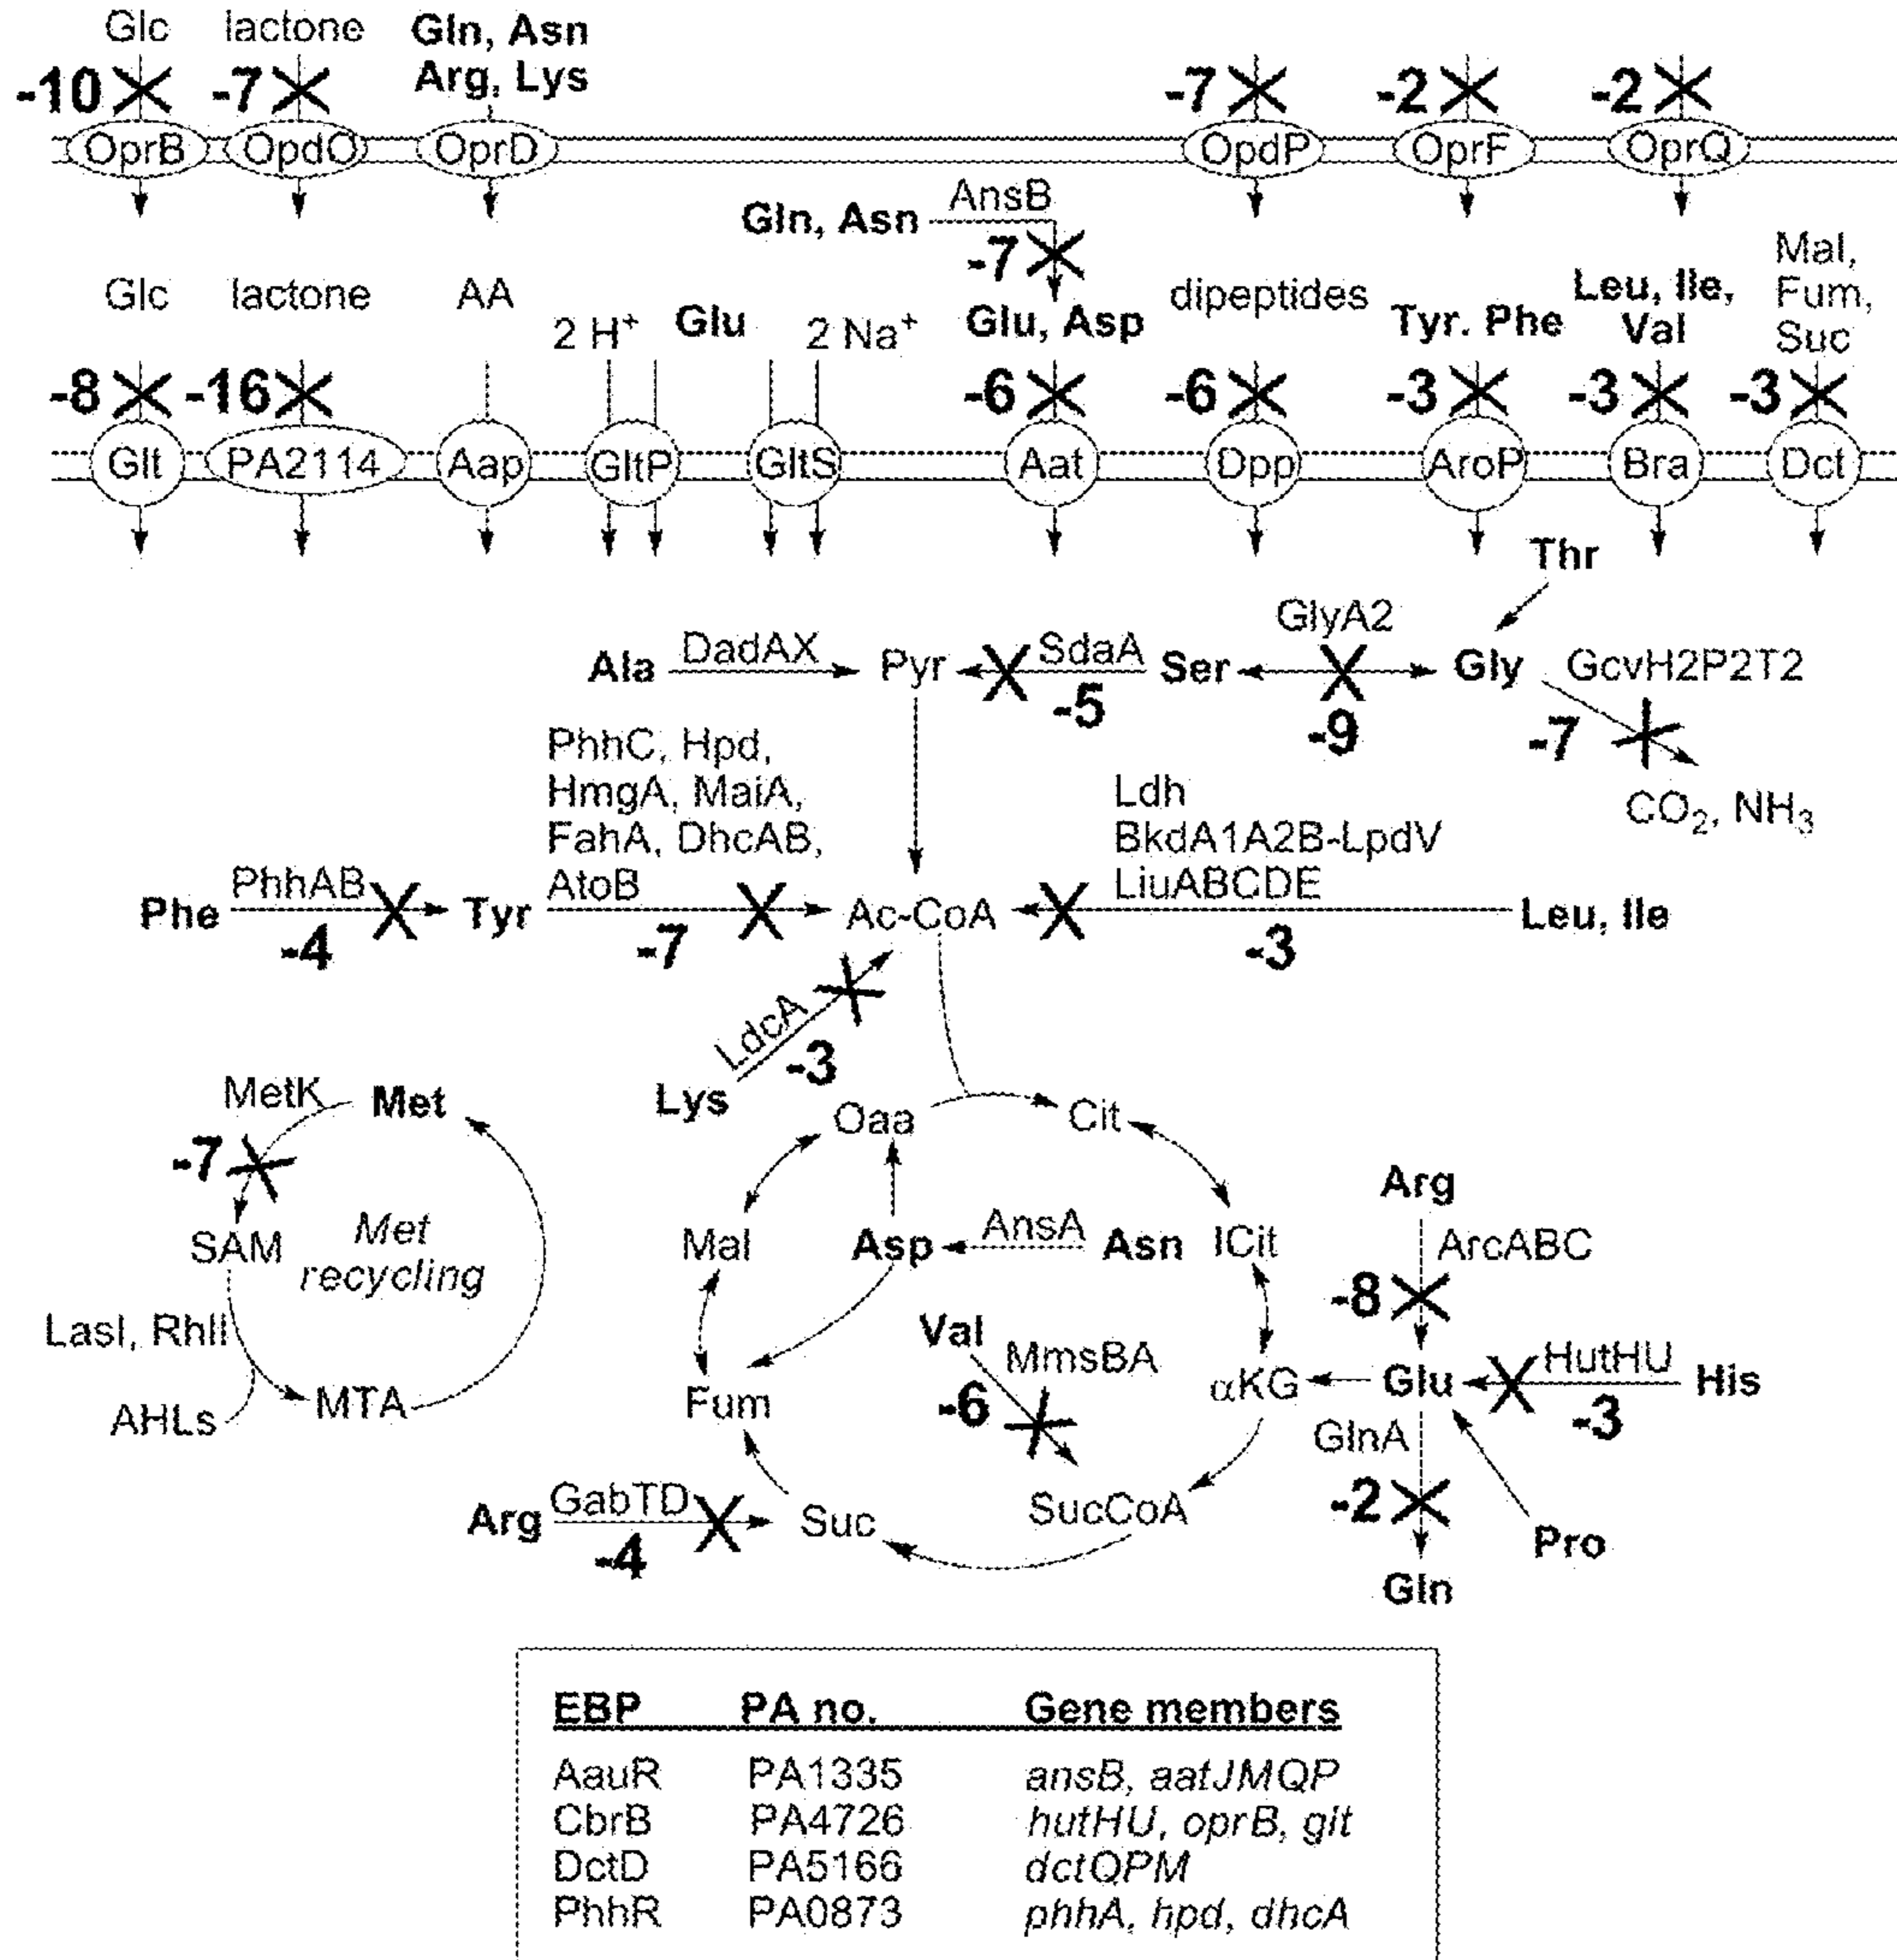 Glc lactone Gln, Asn
Arg, Lys
-10 -7 -7 -2 -2
OprB OpdO OprD OpdP OprF OprQ
Gln, Asn AnsB
-7
Glc lactone AA 2 H+ Glu 2 Na+ Glu, Asp dipeptides Tyr. Phe Leu, Ile,
Val
Mal,
Fum,
Suc
-8 -16 -6 -6 -3 -3 -3
Glt PA2114 Aap GltP GltS Aat Dpp AroP Bra Dct
Thr
GlyA2
Ala DadAX Pyr SdaA Ser Gly GcvH2P2T2
-5 -9 -7
CO2, NH3
PhhC, Hpd,
HmgA, MaiA,
FahA, DhcAB,
AtoB
Ldh
BkdA1A2B-LpdV
LiuABCDE
Phe PhhAB Tyr Ac-CoA Leu, Ile
-4 -7 -3
LdcA
-3
Lys
MetK Met
-7
SAM Met
recycling
LasI, RhlI
AHLs MTA
Oaa Cit
Mal Asp AnsA Asn ICit
Arg
ArcABC
-8
Val MmsBA
-6
Fum αKG Glu HutHU His
-3
GlnA
-2
Arg GabTD Suc SucCoA
-4
Pro
Gln
EBP PA no. Gene members
AauR PA1335 ansB, aatJMQP
CbrB PA4726 hutHU, oprB, glt
DctD PA5166 dctQPM
PhhR PA0873 phhA, hpd, dhcA